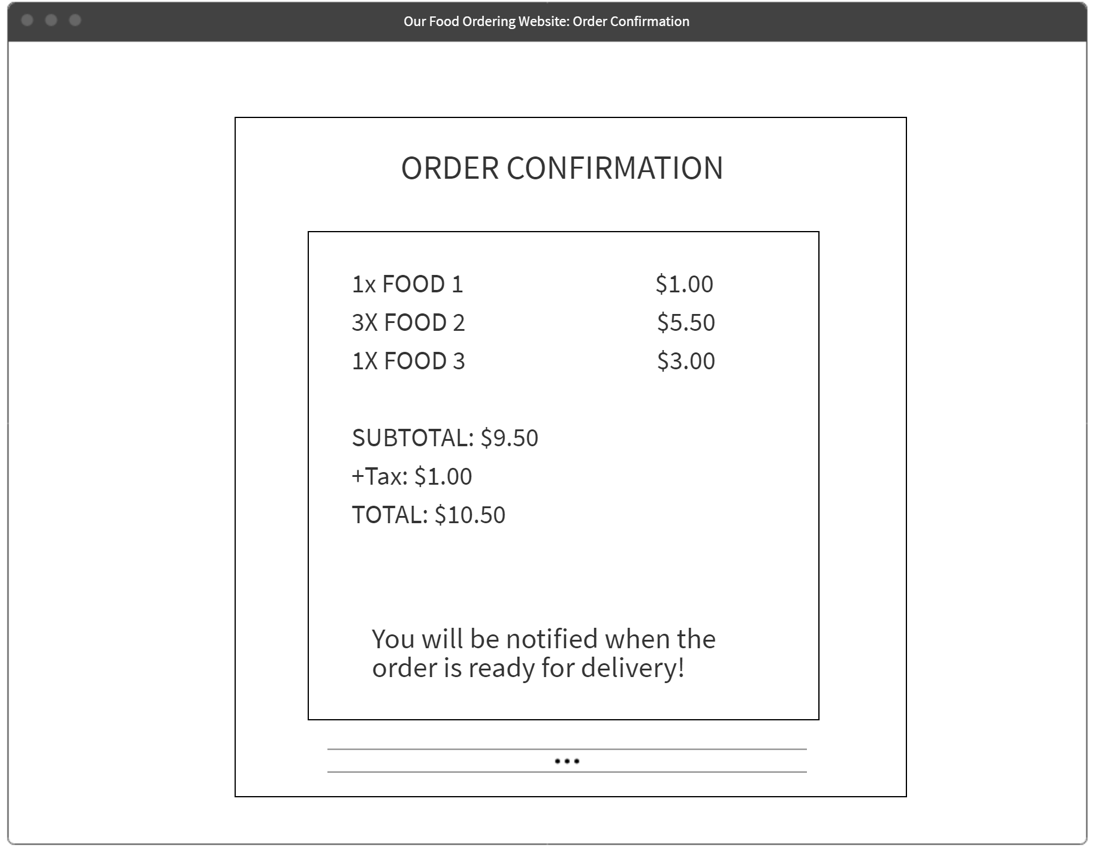 Our Food Ordering Website: Order Confirmation
ORDER CONFIRMATION
1x FOOD 1 $1.00
3X FOOD 2 $5.50
1X FOOD 3 $3.00
SUBTOTAL: $9.50
+Tax: $1.00
TOTAL: $10.50
You will be notified when the
order is ready for delivery!
•••